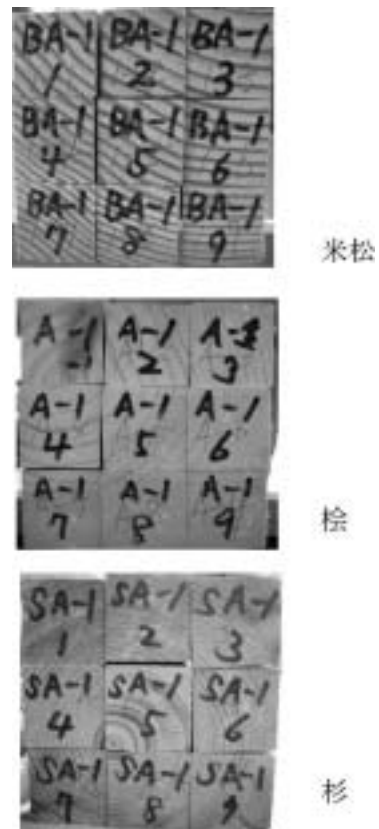 BA-1 BA-1 BA-1
1 2 3
BA-1 BA-1 BA-1
4 5 6
BA-1 BA-1 BA-1
7 8 9
米松
A-1 A-1 A-1
-1 2 3
A-1 A-1 A-1
4 5 6
A-1 A-1 A-1
7 8 9
桧
SA-1 SA-1 SA-1
1 2 3
SA-1 SA-1 SA-1
4 5 6
SA-1 SA-1 SA-1
7 8 9
杉